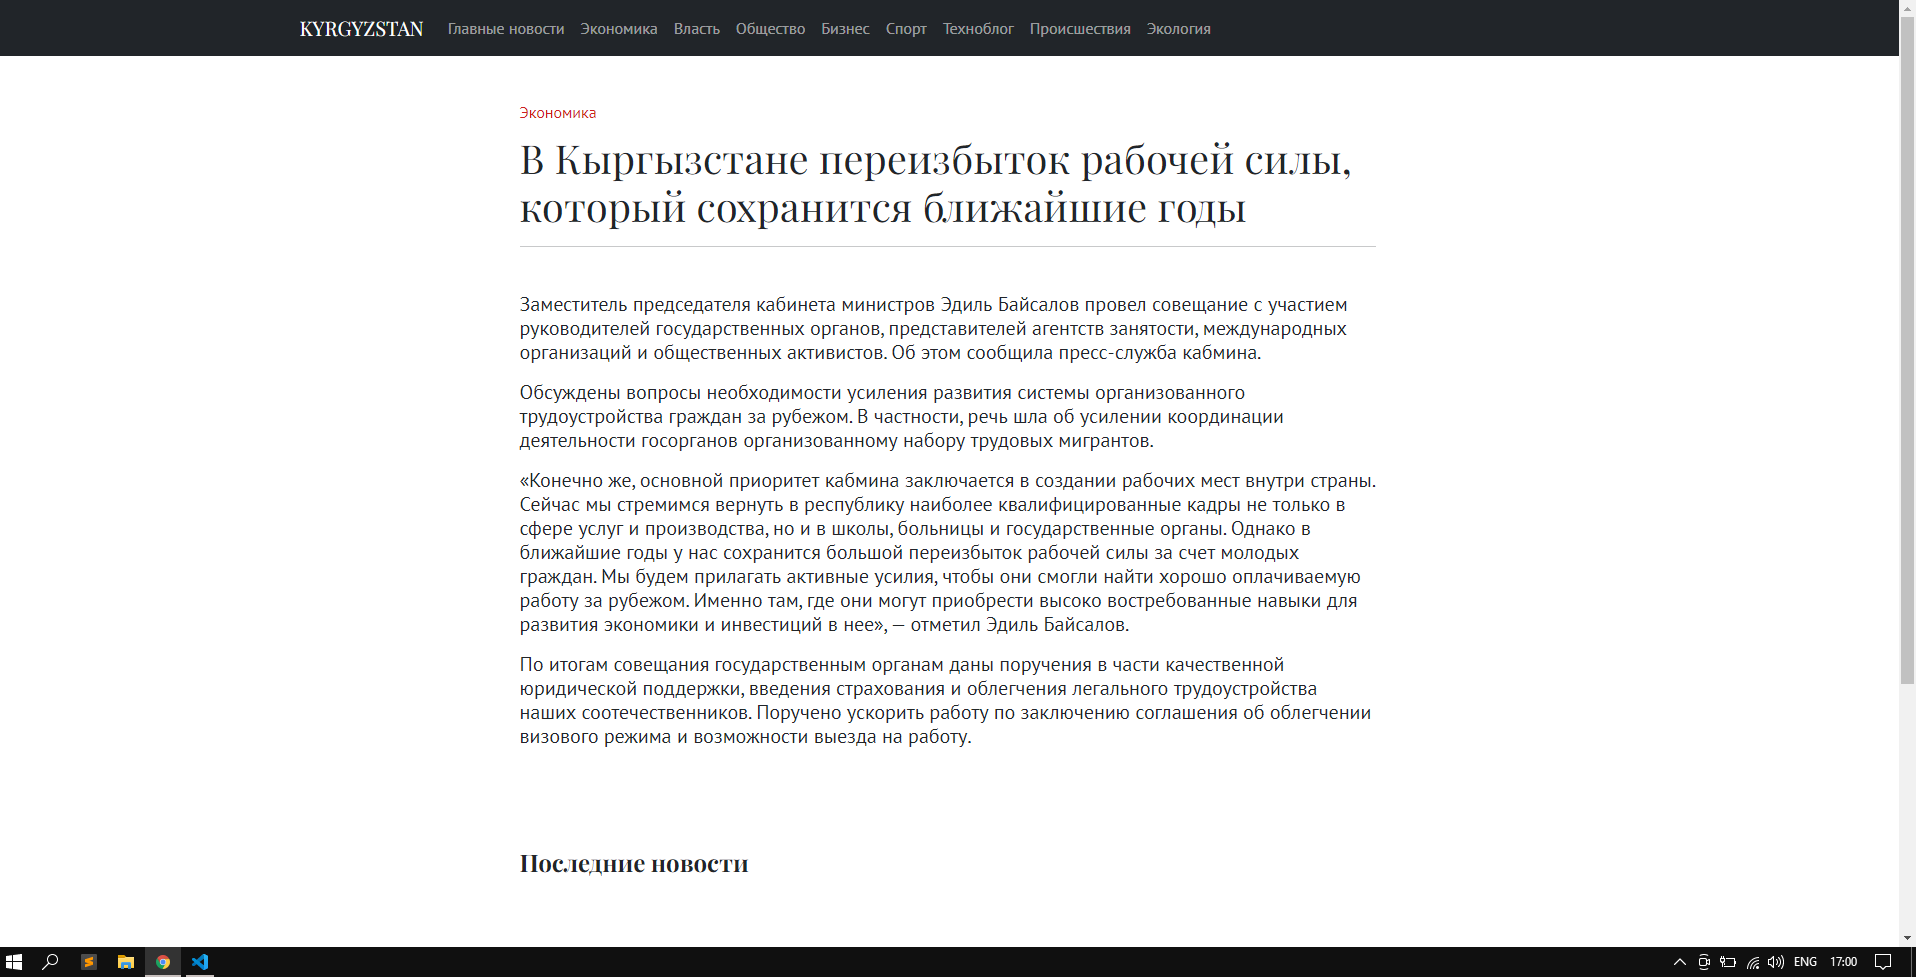 KYRGYZSTAN Главные новости Экономика Власть Общество Бизнес Спорт Техноблог Происшествия Экология
Экономика
В Кыргызстане переизбыток рабочей силы,
который сохранится ближайшие годы
Заместитель председателя кабинета министров Эдиль Байсалов провел совещание с участием
руководителей государственных органов, представителей агентств занятости, международных
организаций и общественных активистов. Об этом сообщила пресс-служба кабмина.
Обсуждены вопросы необходимости усиления развития системы организованного
трудоустройства граждан за рубежом. В частности, речь шла об усилении координации
деятельности госорганов организованному набору трудовых мигрантов.
«Конечно же, основной приоритет кабмина заключается в создании рабочих мест внутри страны.
Сейчас мы стремимся вернуть в республику наиболее квалифицированные кадры не только в
сфере услуг и производства, но и в школы, больницы и государственные органы. Однако в
ближайшие годы у нас сохранится большой переизбыток рабочей силы за счет молодых
граждан. Мы будем прилагать активные усилия, чтобы они смогли найти хорошо оплачиваемую
работу за рубежом. Именно там, где они могут приобрести высоко востребованные навыки для
развития экономики и инвестиций в нее», — отметил Эдиль Байсалов.
По итогам совещания государственным органам даны поручения в части качественной
юридической поддержки, введения страхования и облегчения легального трудоустройства
наших соотечественников. Поручено ускорить работу по заключению соглашения об облегчении
визового режима и возможности выезда на работу.
Последние новости
ENG 17:00